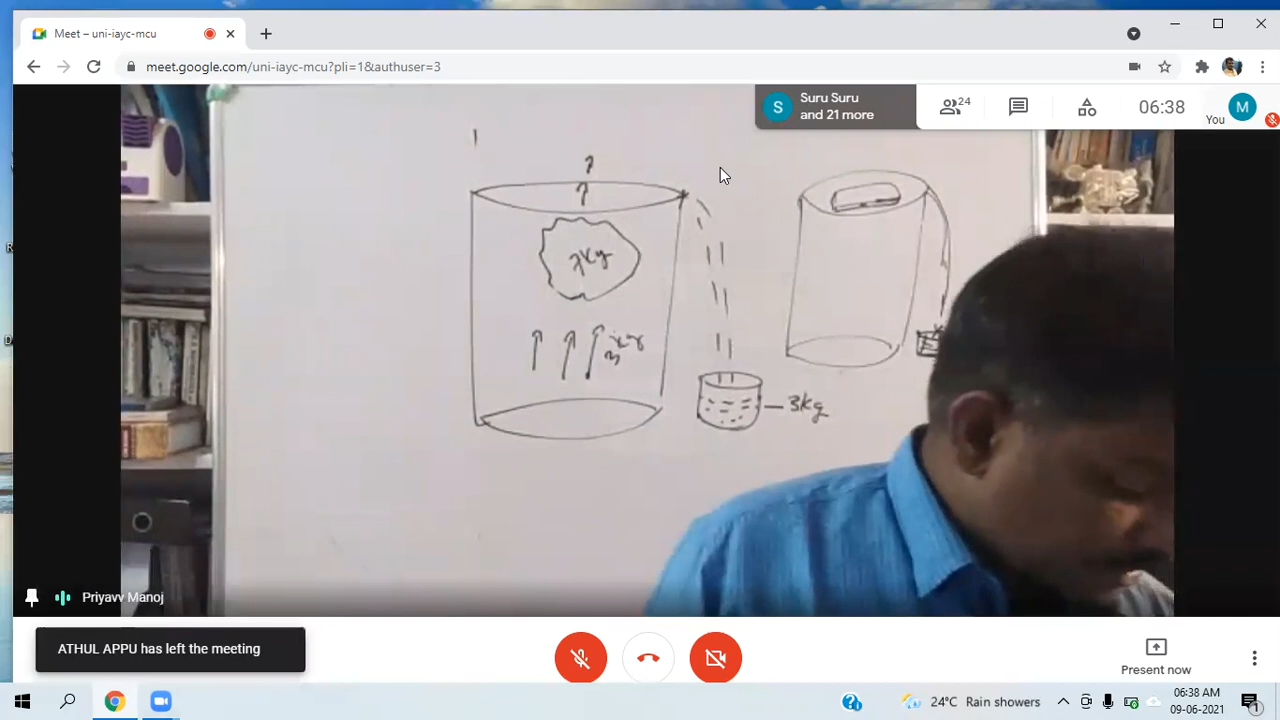 Meet – uni-iayc-mcu
meet.google.com/uni-iayc-mcu?pli=1&authuser=3
S
Suru Suru
and 21 more
24
06:38
You
M
7Kg
3Kg
Priyavv Manoj
ATHUL APPU has left the meeting
Present now
24°C Rain showers
06:38 AM
09-06-2021
1